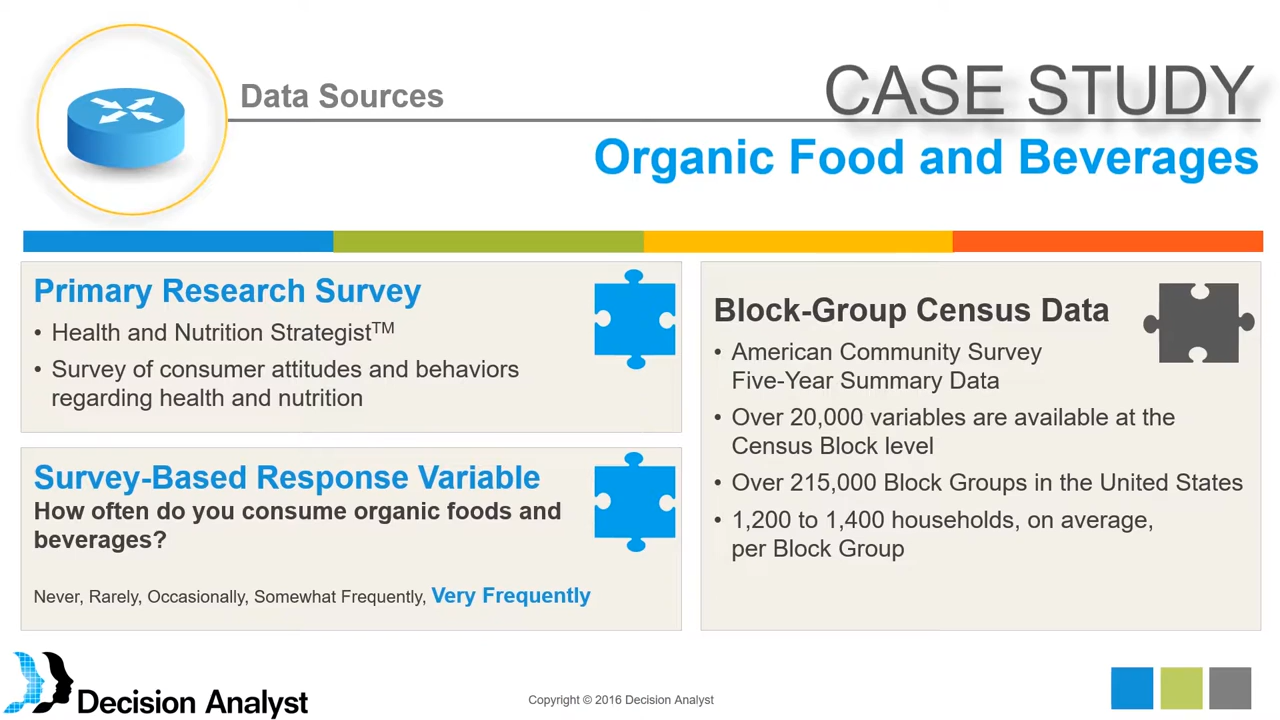 Data Sources
CASE STUDY
Organic Food and Beverages
Primary Research Survey
• Health and Nutrition Strategist™
• Survey of consumer attitudes and behaviors
regarding health and nutrition
Survey-Based Response Variable
How often do you consume organic foods and
beverages?
Never, Rarely, Occasionally, Somewhat Frequently, Very Frequently
Block-Group Census Data
• American Community Survey
Five-Year Summary Data
• Over 20,000 variables are available at the
Census Block level
• Over 215,000 Block Groups in the United States
• 1,200 to 1,400 households, on average,
per Block Group
Decision Analyst
Copyright © 2016 Decision Analyst